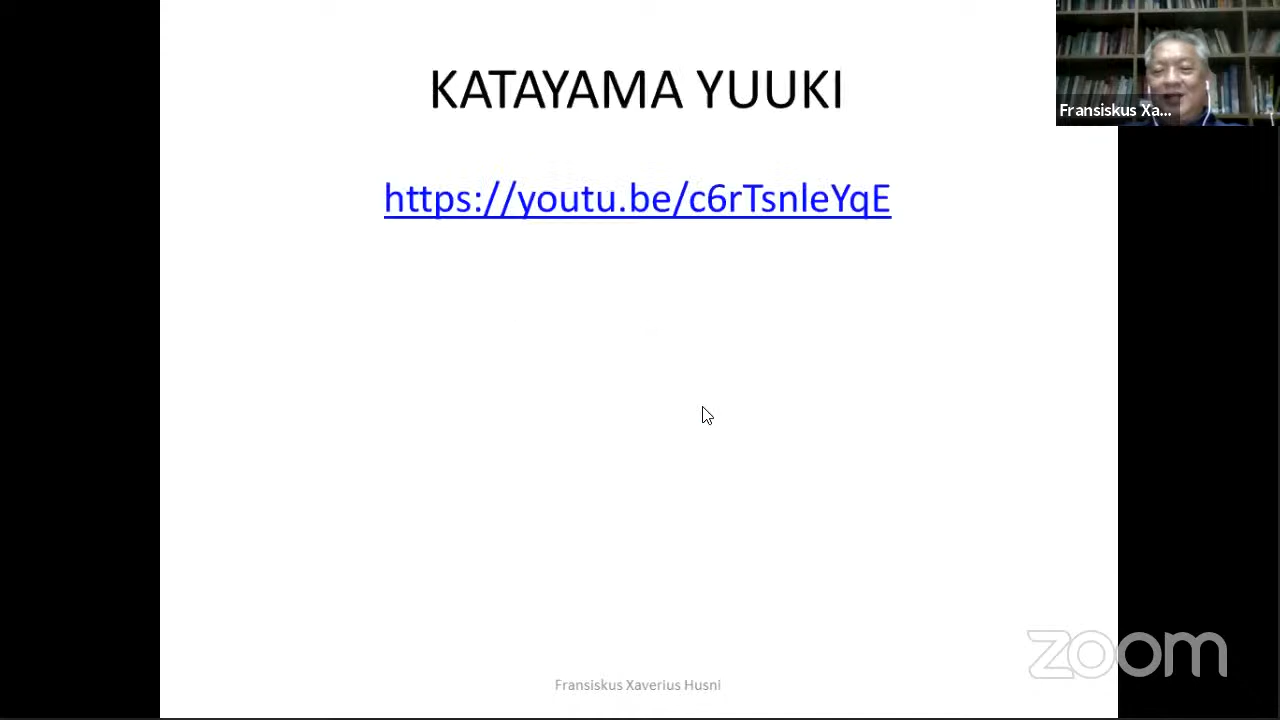 KATAYAMA YUUKI
https://youtu.be/c6rTsnleYqE
Fransiskus Xa...
zoom
Fransiskus Xaverius Husni